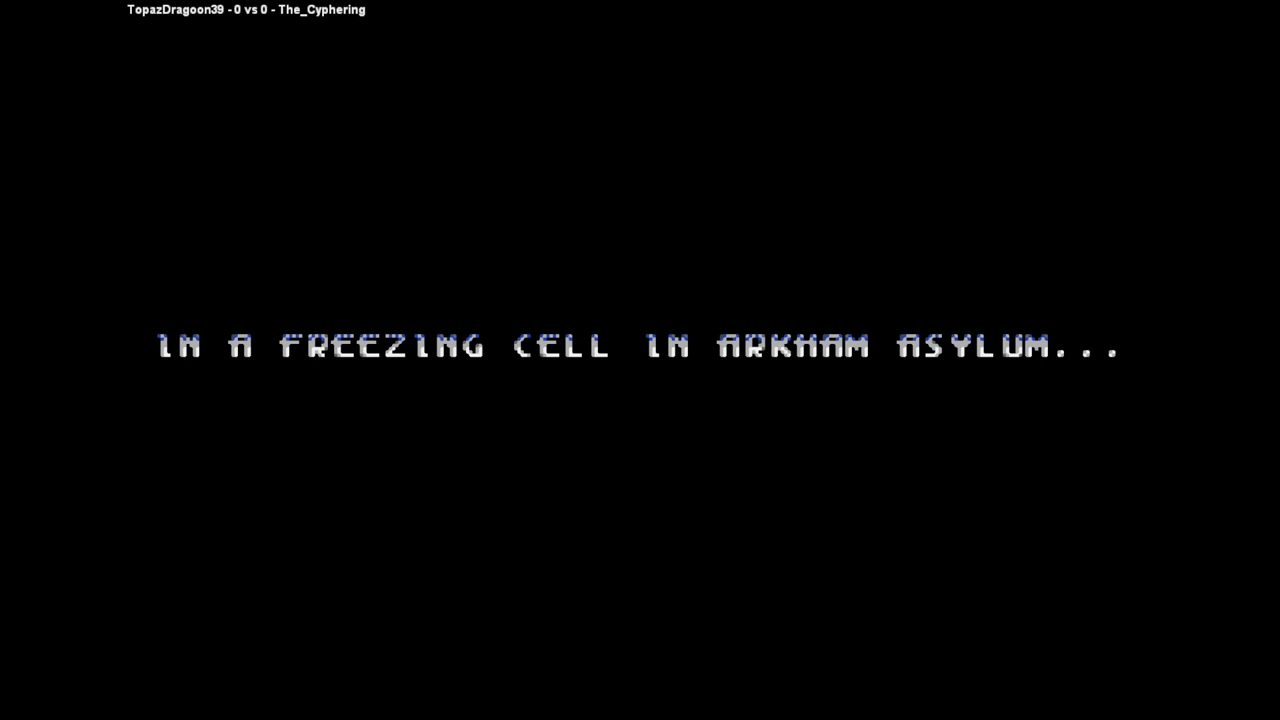 TopazDragoon39 - 0 vs 0 - The_Cyphering
IN A FREEZING CELL IN ARKHAM ASYLUM...